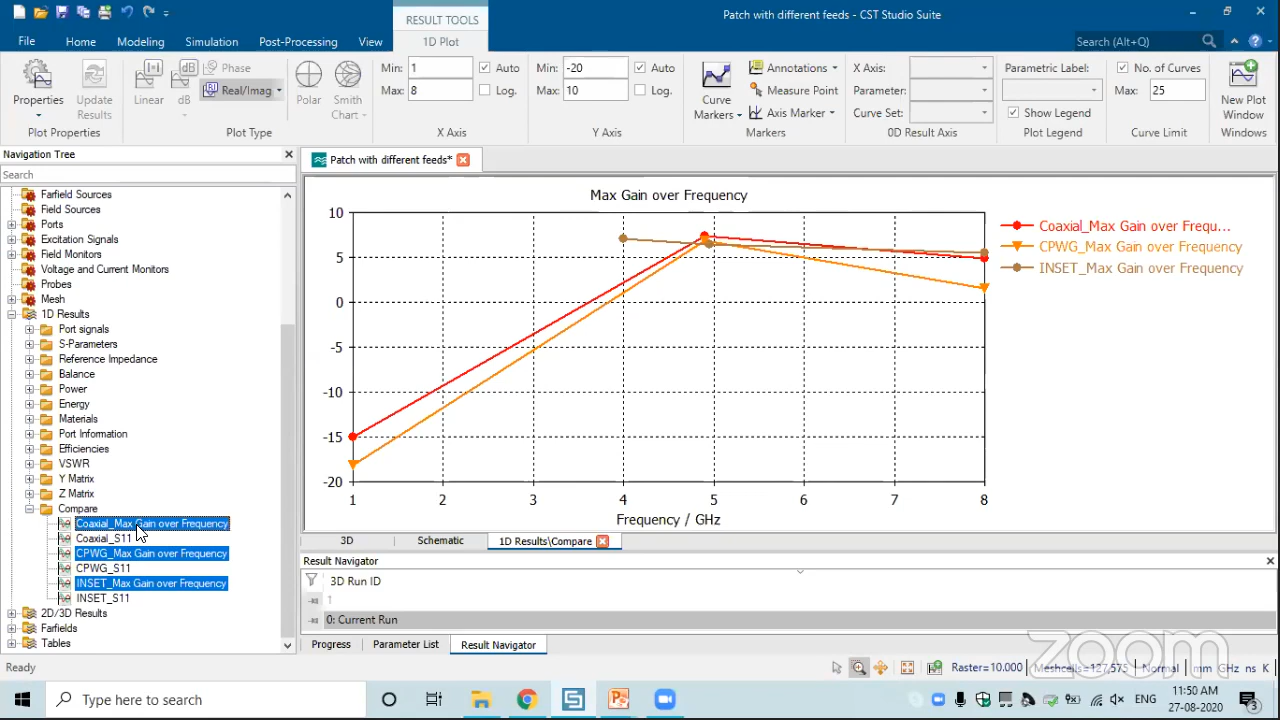 Patch with different feeds - CST Studio Suite
RESULT TOOLS
File Home Modeling Simulation Post-Processing View 1D Plot
Search (Alt+Q)
Properties
Update Results
Plot Properties
Linear
dB
Phase
Real/Imag
Polar
Smith Chart
Plot Type
Min: 1 Auto
Max: 8 Log.
X Axis
Min: -20 Auto
Max: 10 Log.
Y Axis
Curve Markers
Annotations
Measure Point
Axis Marker
Markers
X Axis:
Parameter:
Curve Set:
0D Result Axis
Parametric Label:
Show Legend
Plot Legend
No. of Curves
Max: 25
Curve Limit
New Plot Window
Windows
Navigation Tree
Search
Farfield Sources
Field Sources
Ports
Excitation Signals
Field Monitors
Voltage and Current Monitors
Probes
Mesh
1D Results
Port signals
S-Parameters
Reference Impedance
Balance
Power
Energy
Materials
Port Information
Efficiencies
VSWR
Y Matrix
Z Matrix
Compare
Coaxial_Max Gain over Frequency
Coaxial_S11
CPWG_Max Gain over Frequency
CPWG_S11
INSET_Max Gain over Frequency
INSET_S11
2D/3D Results
Farfields
Tables
Patch with different feeds*
Max Gain over Frequency
10
5
0
-5
-10
-15
-20
1 2 3 4 5 6 7 8
Frequency / GHz
Coaxial_Max Gain over Frequ...
CPWG_Max Gain over Frequency
INSET_Max Gain over Frequency
3D Schematic 1D Results\Compare
Result Navigator
3D Run ID
1
0: Current Run
Progress Parameter List Result Navigator
zoom
Ready
Raster=10.000 Meshcells=127,575 Normal mm GHz ns K
Type here to search
ENG
11:50 AM
27-08-2020
3